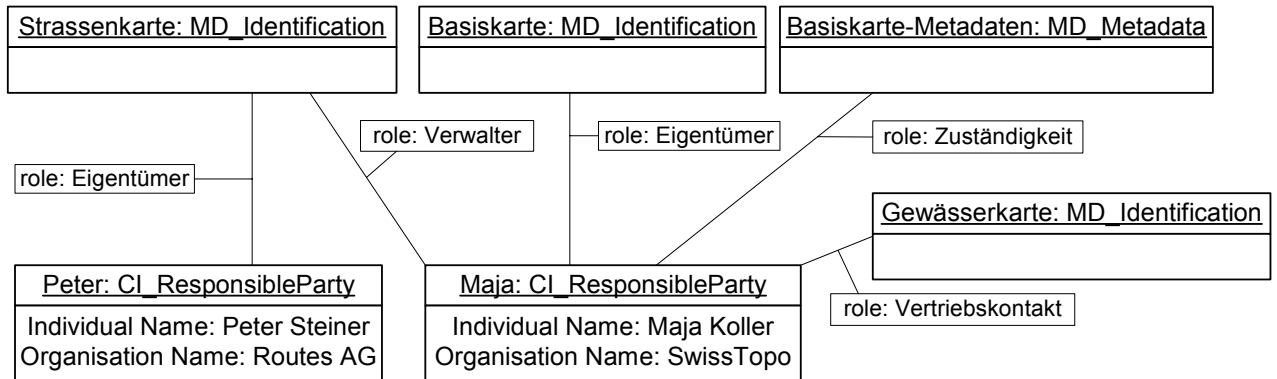 Strassenkarte: MD_Identification
Basiskarte: MD_Identification
Basiskarte-Metadaten: MD_Metadata
role: Verwalter
role: Eigentümer
role: Zuständigkeit
role: Eigentümer
Gewässerkarte: MD_Identification
Peter: CI_ResponsibleParty
Individual Name: Peter Steiner
Organisation Name: Routes AG
Maja: CI_ResponsibleParty
Individual Name: Maja Koller
Organisation Name: SwissTopo
role: Vertriebskontakt